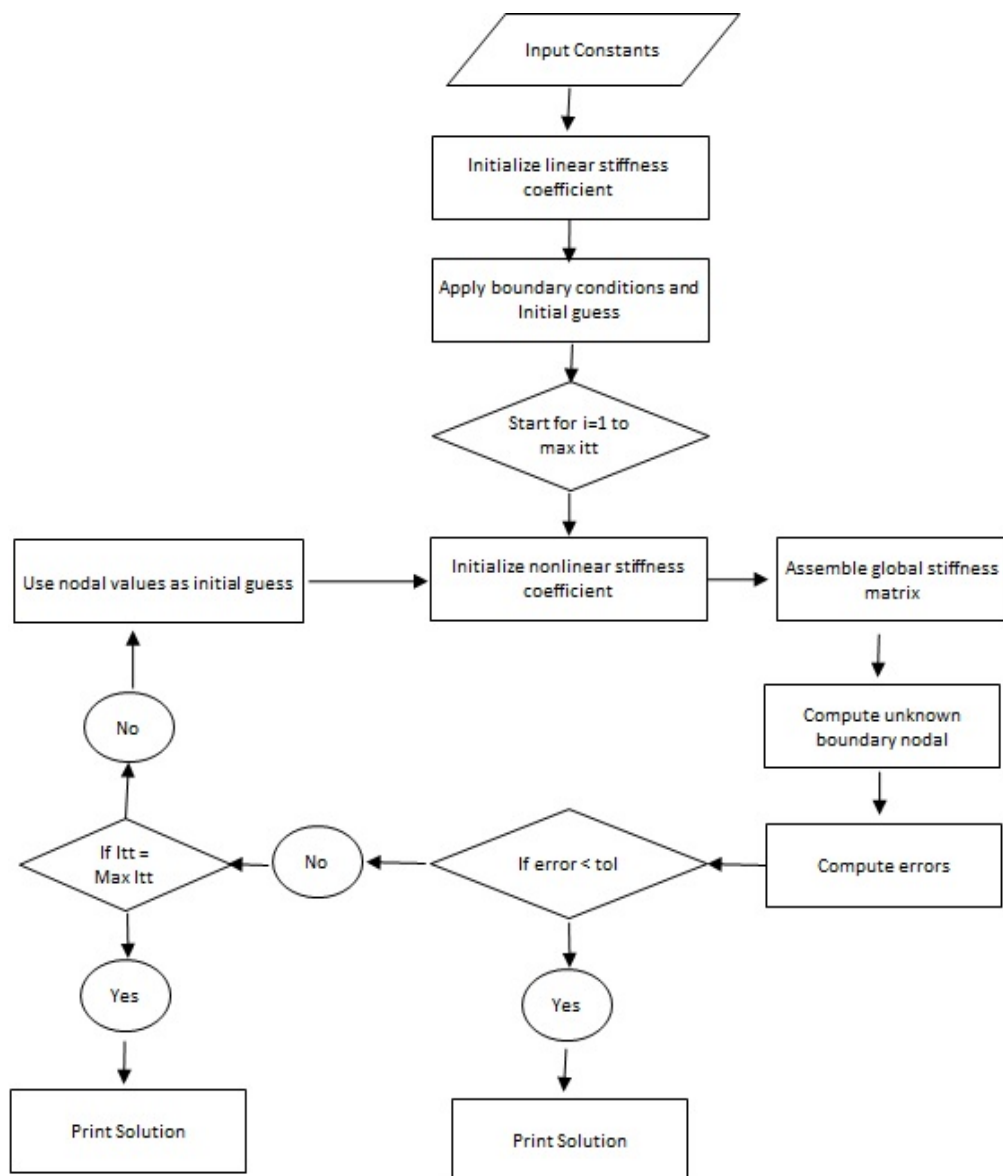 Input Constants
Initialize linear stiffness
coefficient
Apply boundary conditions and
Initial guess
Start for i=1 to
max itt
Use nodal values as initial guess
Initialize nonlinear stiffness
coefficient
Assemble global stiffness
matrix
Compute unknown
boundary nodal
Compute errors
If error < tol
No
If Itt =
Max Itt
No
Yes
Print Solution
Yes
Print Solution